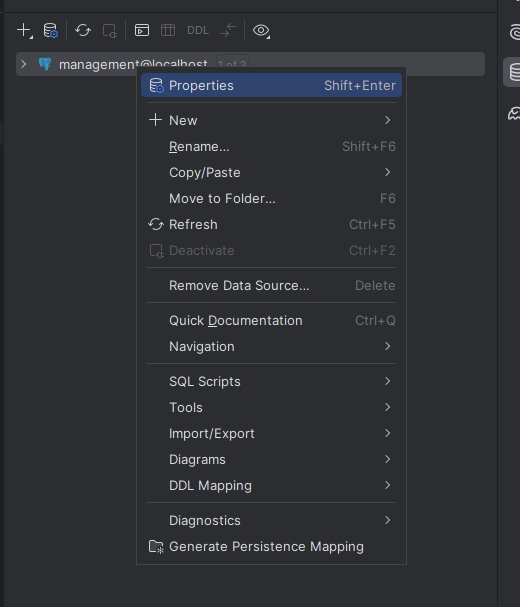 DDL
management@localhost 1 of 2
Properties Shift+Enter
New
Rename... Shift+F6
Copy/Paste
Move to Folder... F6
Refresh Ctrl+F5
Deactivate Ctrl+F2
Remove Data Source... Delete
Quick Documentation Ctrl+Q
Navigation
SQL Scripts
Tools
Import/Export
Diagrams
DDL Mapping
Diagnostics
Generate Persistence Mapping